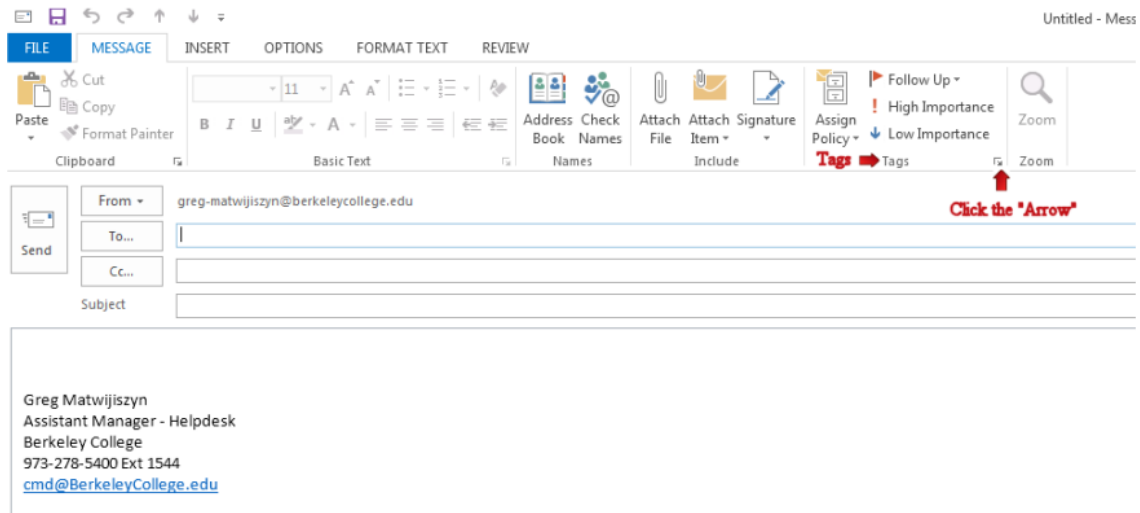 Untitled - Mess
FILE MESSAGE INSERT OPTIONS FORMAT TEXT REVIEW
Paste
Cut
Copy
Format Painter
Clipboard
11
B I U
Basic Text
Address Book
Check Names
Names
Attach File
Attach Item
Signature
Include
Assign Policy
Follow Up
High Importance
Low Importance
Tags
Tags
Zoom
Zoom
Click the "Arrow"
Send
From
greg-matwijiszyn@berkeleycollege.edu
To...
Cc...
Subject
Greg Matwijiszyn
Assistant Manager - Helpdesk
Berkeley College
973-278-5400 Ext 1544
cmd@BerkeleyCollege.edu